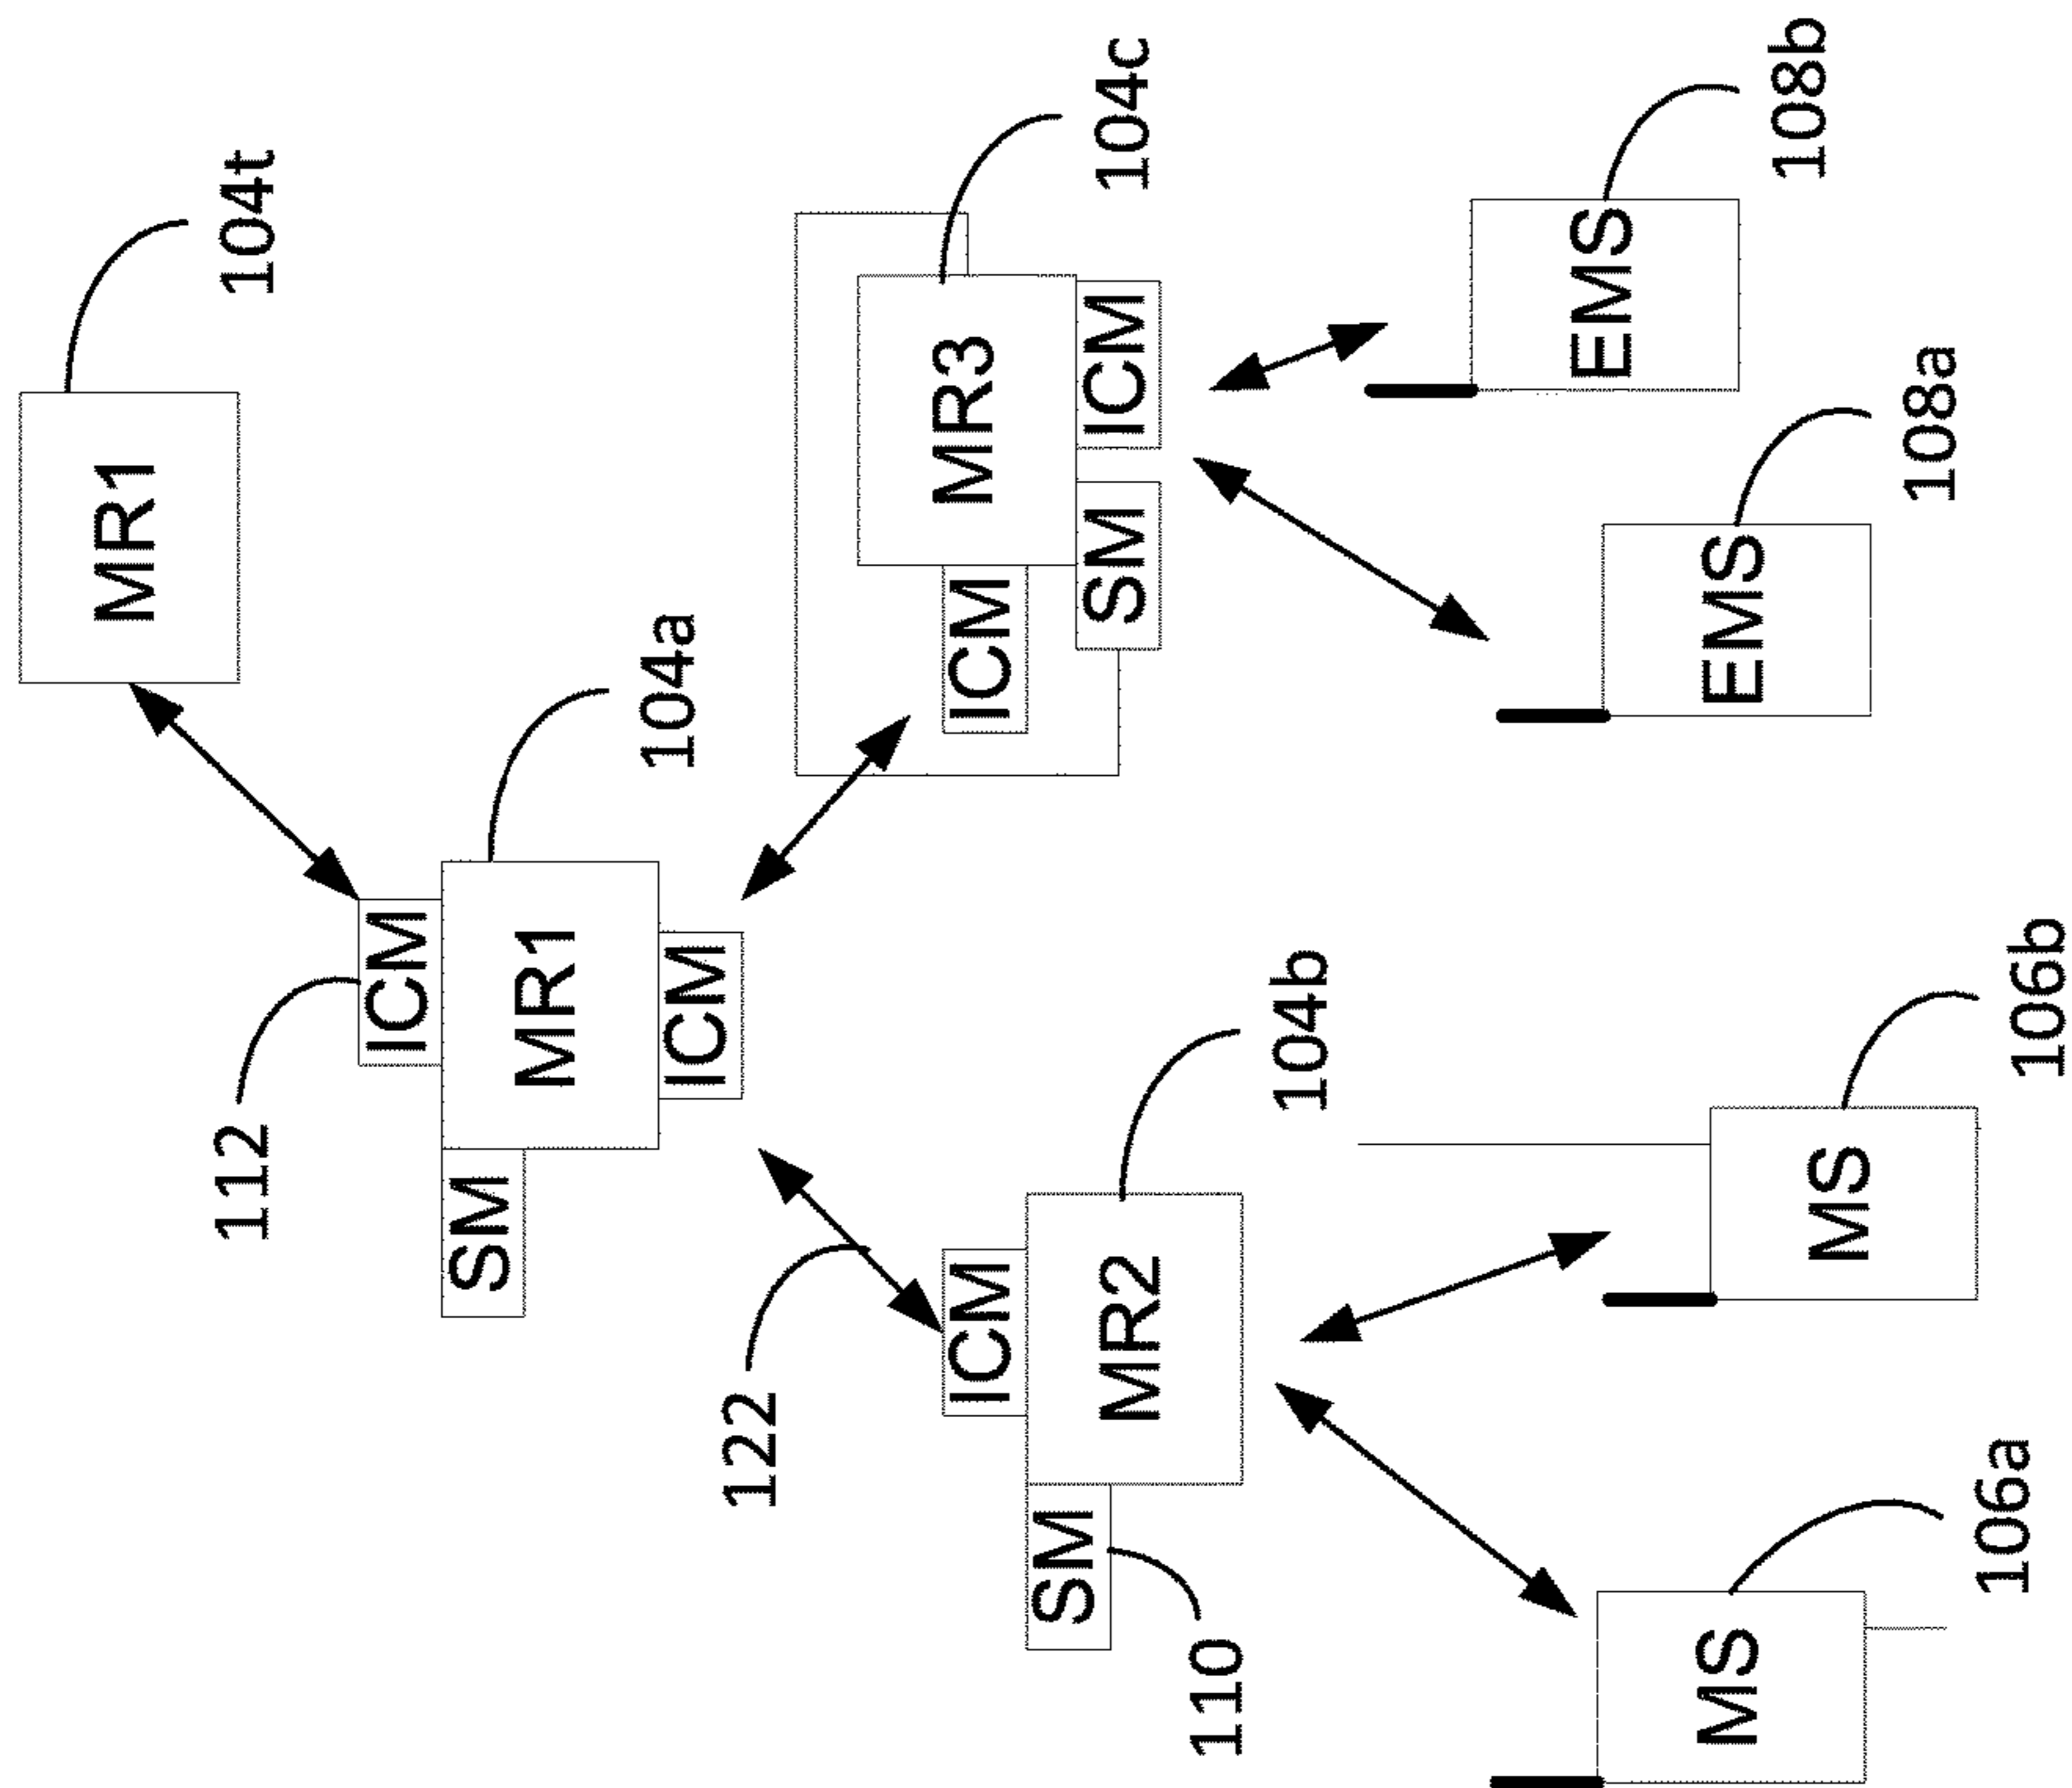 MR1
112
104t
ICM
SM
MR1
104a
ICM
122
MR3
ICM
ICM
SM
SM
ICM
104c
MR2
110
104b
EMS
MS
EMS
108b
MS
108a
106a
106b